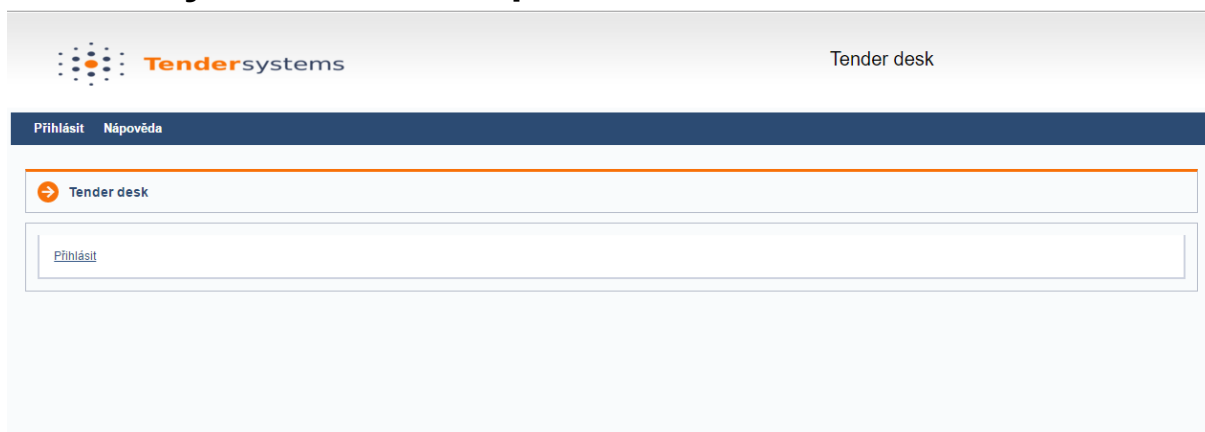 Tendersystems
Tender desk
Přihlásit Nápověda
Tender desk
Přihlásit